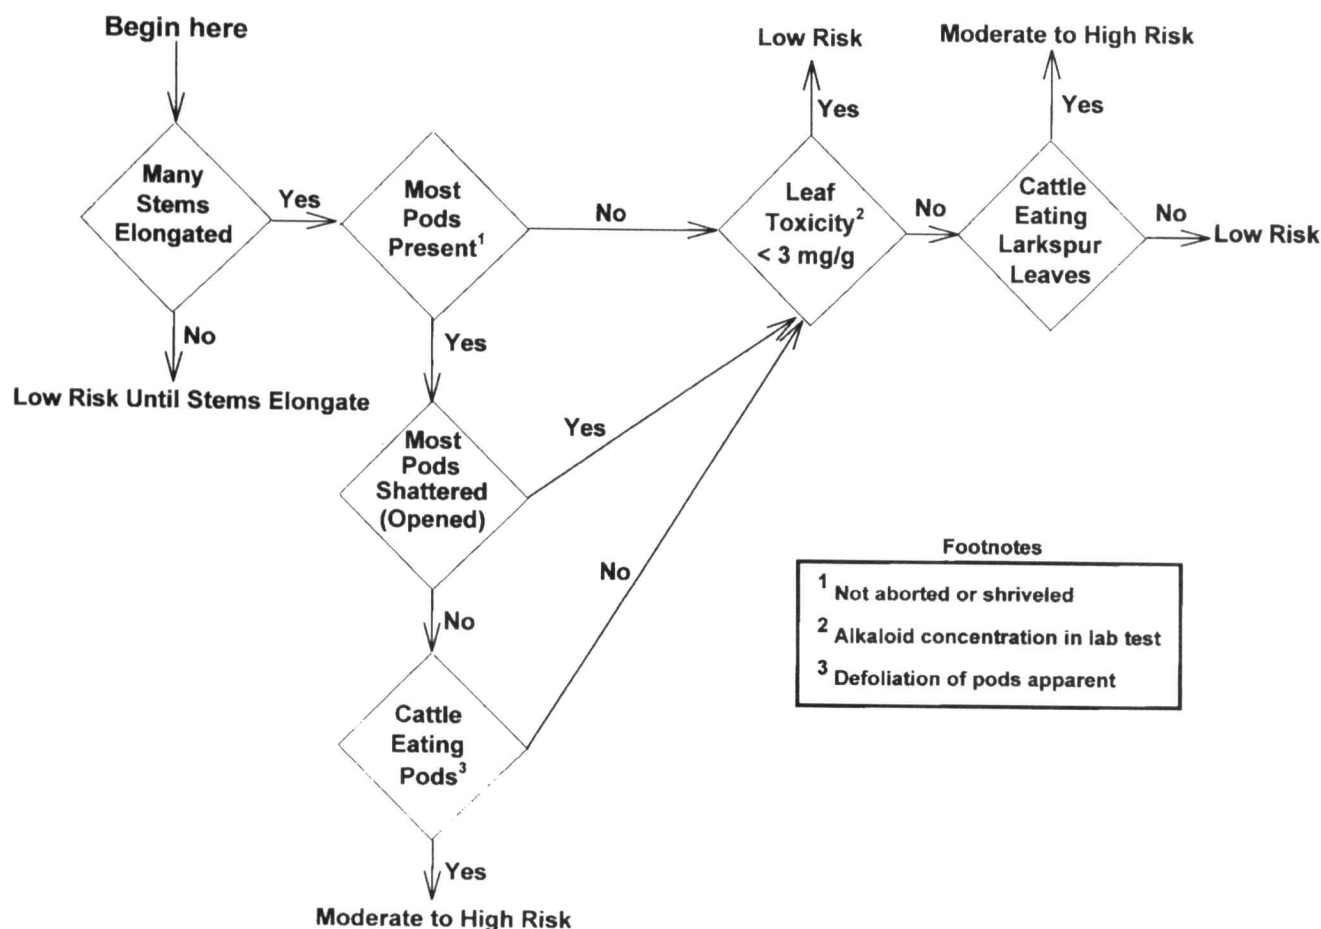 Begin here
Low Risk
Moderate to High Risk
Yes
Yes
Many
Stems
Elongated
Yes
Most
Pods
Present¹
No
Leaf
Toxicity²
< 3 mg/g
No
Cattle
Eating
Larkspur
Leaves
No
Low Risk
No
Low Risk Until Stems Elongate
Yes
Most
Pods
Shattered
(Opened)
Yes
No
No
Cattle
Eating
Pods³
Yes
Moderate to High Risk
Footnotes
¹ Not aborted or shriveled
² Alkaloid concentration in lab test
³ Defoliation of pods apparent